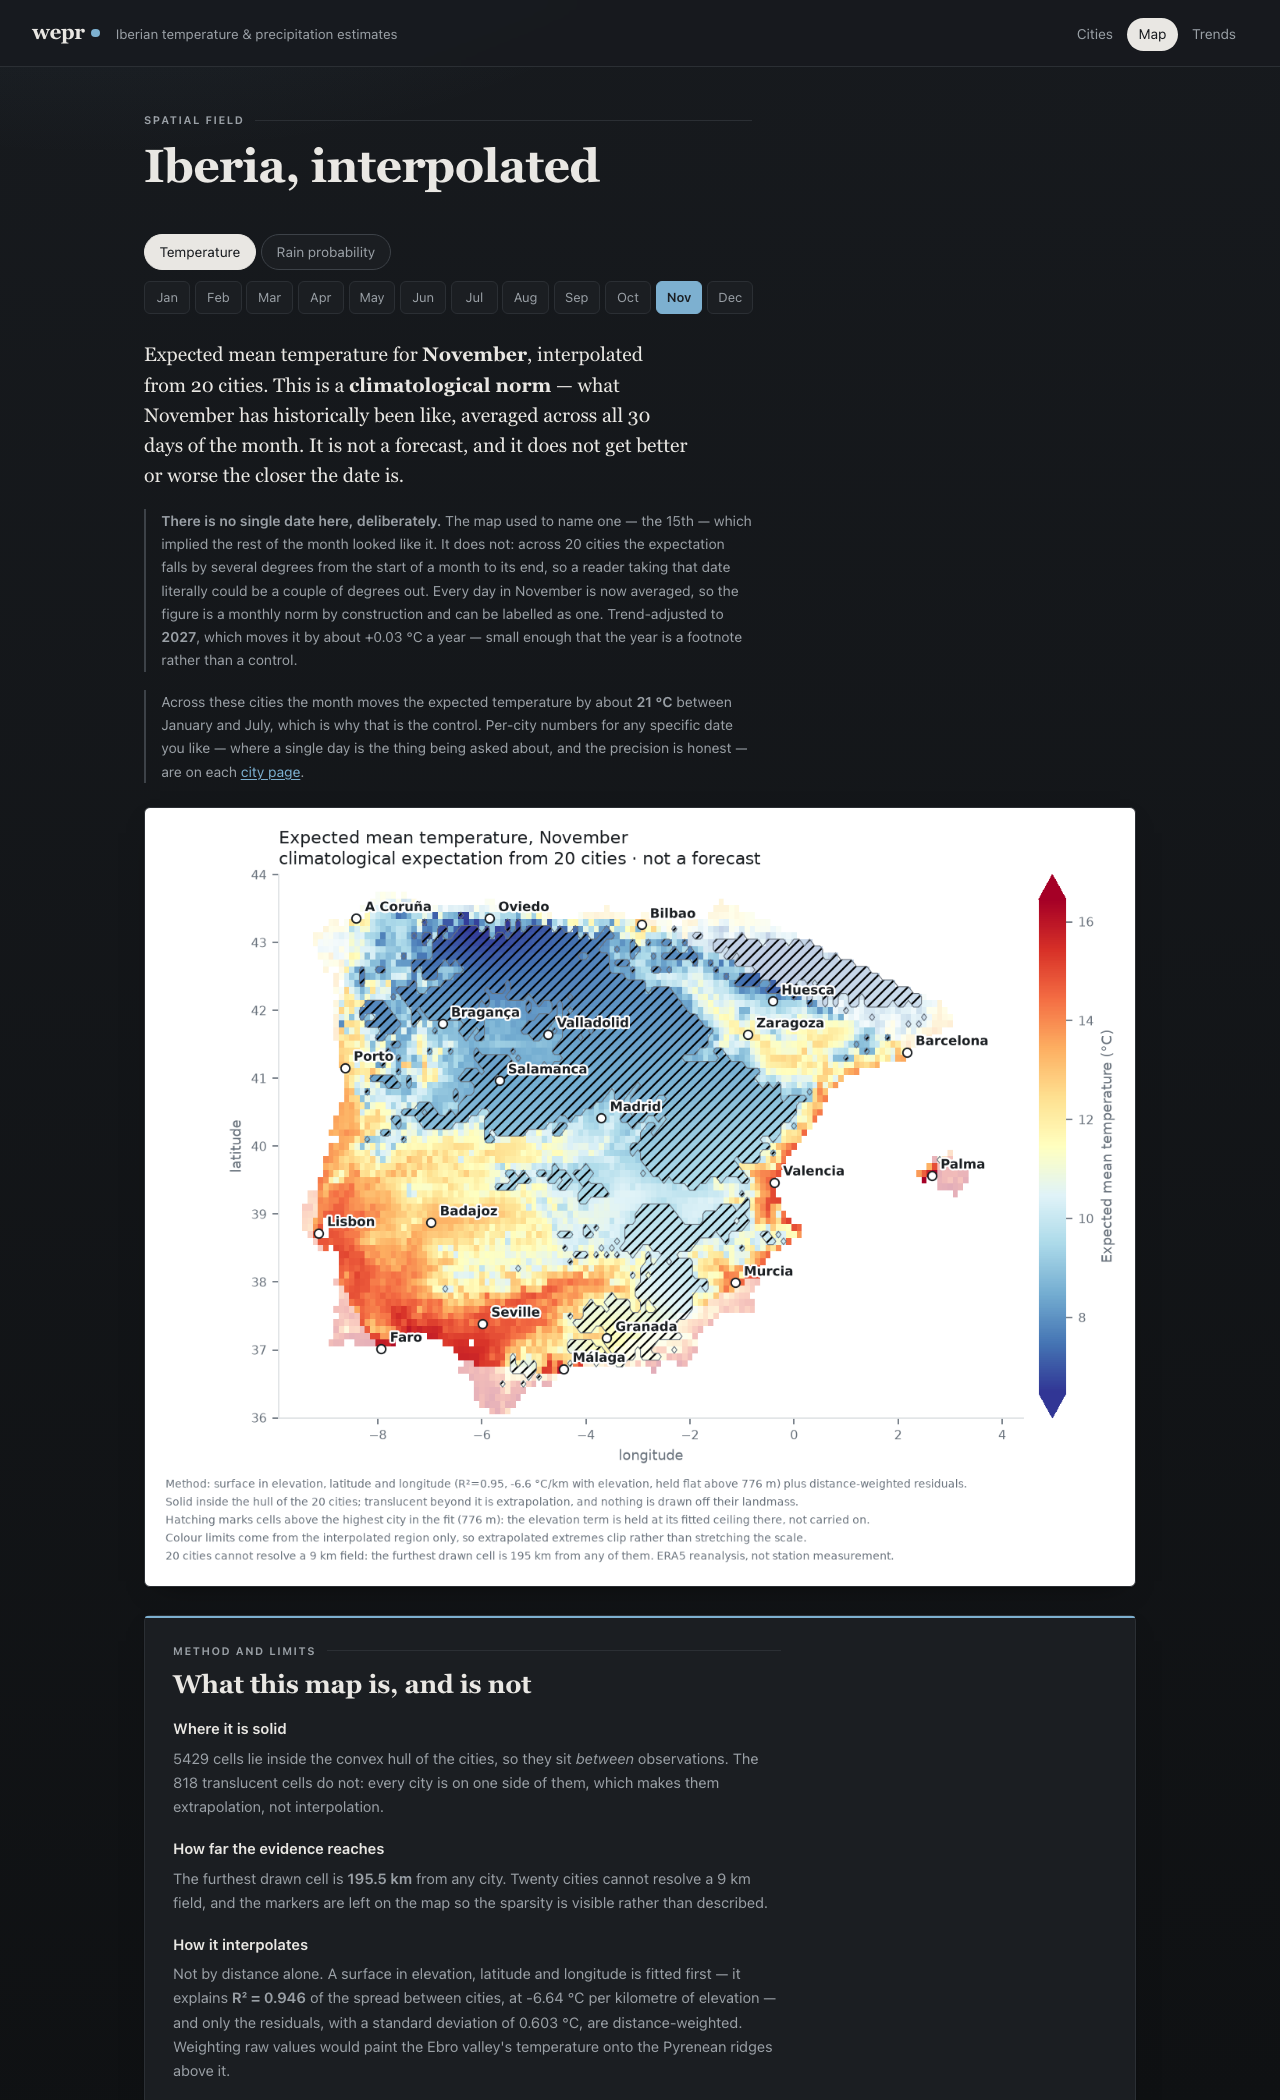 wepr
Iberian temperature & precipitation estimates
Cities
Map
Trends
SPATIAL FIELD
Iberia, interpolated
Temperature
Rain probability
Jan
Feb
Mar
Apr
May
Jun
Jul
Aug
Sep
Oct
Nov
Dec
Expected mean temperature for November, interpolated
from 20 cities. This is a climatological norm — what
November has historically been like, averaged across all 30
days of the month. It is not a forecast, and it does not get better
or worse the closer the date is.
There is no single date here, deliberately. The map used to name one — the 15th — which
implied the rest of the month looked like it. It does not: across 20 cities the expectation
falls by several degrees from the start of a month to its end, so a reader taking that date
literally could be a couple of degrees out. Every day in November is now averaged, so the
figure is a monthly norm by construction and can be labelled as one. Trend-adjusted to
2027, which moves it by about +0.03 °C a year — small enough that the year is a footnote
rather than a control.
Across these cities the month moves the expected temperature by about 21 °C between
January and July, which is why that is the control. Per-city numbers for any specific date
you like — where a single day is the thing being asked about, and the precision is honest —
are on each city page.
Expected mean temperature, November
climatological expectation from 20 cities · not a forecast
44
43
42
41
40
39
38
37
36
latitude
A Coruña
Oviedo
Bilbao
Huesca
Bragança
Valladolid
Zaragoza
Barcelona
Porto
Salamanca
Madrid
Valencia
Palma
Lisbon
Badajoz
Murcia
Seville
Granada
Faro
Málaga
−8
−6
−4
−2
0
2
4
longitude
16
14
12
10
8
Expected mean temperature (°C)
Method: surface in elevation, latitude and longitude (R²=0.95, -6.6 °C/km with elevation, held flat above 776 m) plus distance-weighted residuals.
Solid inside the hull of the 20 cities; translucent beyond it is extrapolation, and nothing is drawn off their landmass.
Hatching marks cells above the highest city in the fit (776 m): the elevation term is held at its fitted ceiling there, not carried on.
Colour limits come from the interpolated region only, so extrapolated extremes clip rather than stretching the scale.
20 cities cannot resolve a 9 km field: the furthest drawn cell is 195 km from any of them. ERA5 reanalysis, not station measurement.
METHOD AND LIMITS
What this map is, and is not
Where it is solid
5429 cells lie inside the convex hull of the cities, so they sit between observations. The
818 translucent cells do not: every city is on one side of them, which makes them
extrapolation, not interpolation.
How far the evidence reaches
The furthest drawn cell is 195.5 km from any city. Twenty cities cannot resolve a 9 km
field, and the markers are left on the map so the sparsity is visible rather than described.
How it interpolates
Not by distance alone. A surface in elevation, latitude and longitude is fitted first — it
explains R² = 0.946 of the spread between cities, at -6.64 °C per kilometre of elevation —
and only the residuals, with a standard deviation of 0.603 °C, are distance-weighted.
Weighting raw values would paint the Ebro valley's temperature onto the Pyrenean ridges
above it.